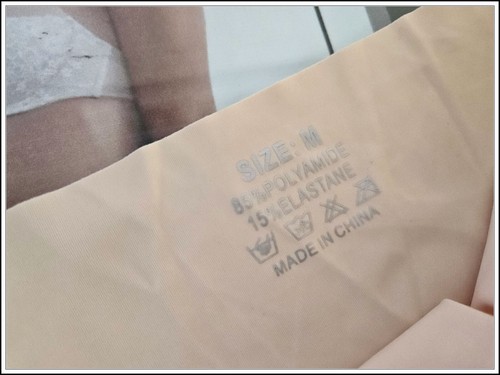 SIZE: M
85%POLYAMIDE
15%ELASTANE
MADE IN CHINA